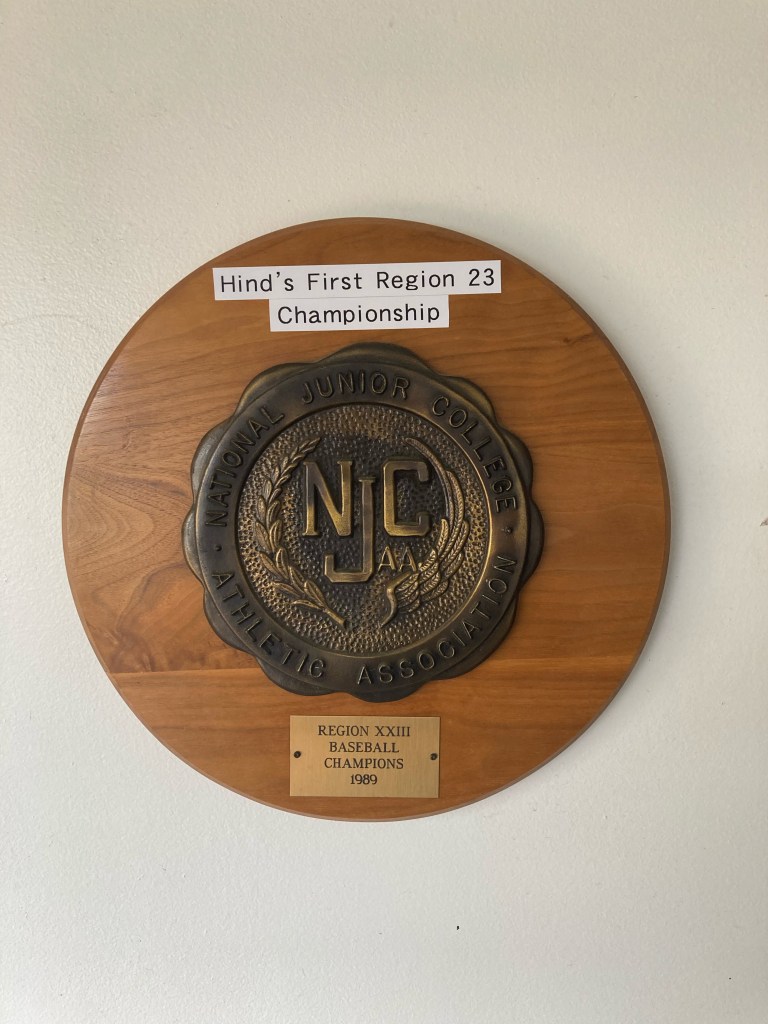 Hind's First Region 23
Championship
NATIONAL JUNIOR COLLEGE
NJCAA
ATHLETIC ASSOCIATION
REGION XXIII
BASEBALL
CHAMPIONS
1989